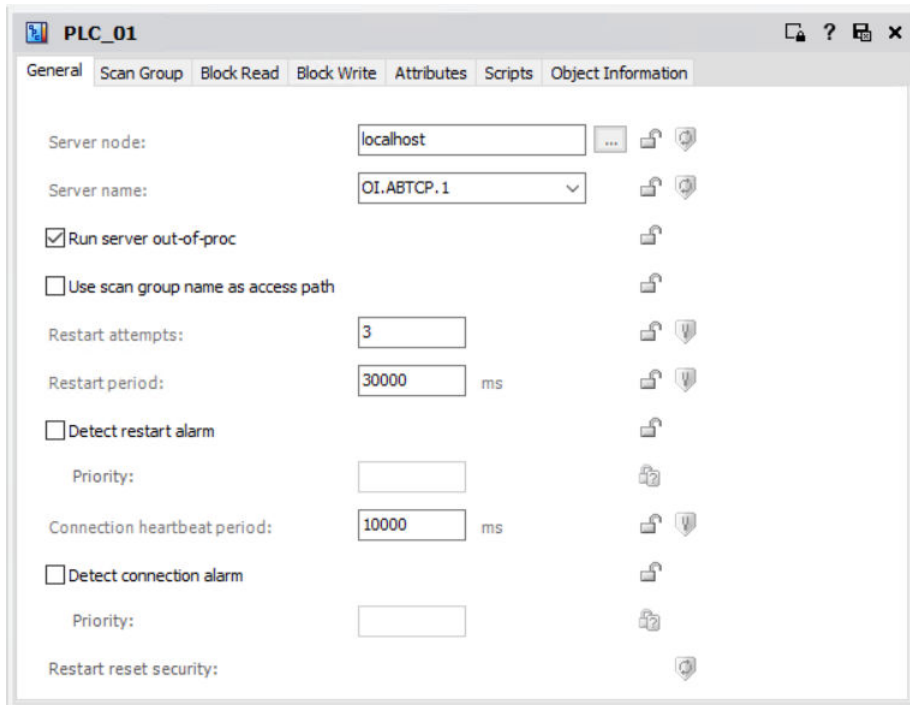 PLC_01
General Scan Group Block Read Block Write Attributes Scripts Object Information
Server node: localhost ...
Server name: OI.ABTCP.1
Run server out-of-proc
Use scan group name as access path
Restart attempts: 3
Restart period: 30000 ms
Detect restart alarm
Priority:
Connection heartbeat period: 10000 ms
Detect connection alarm
Priority:
Restart reset security: